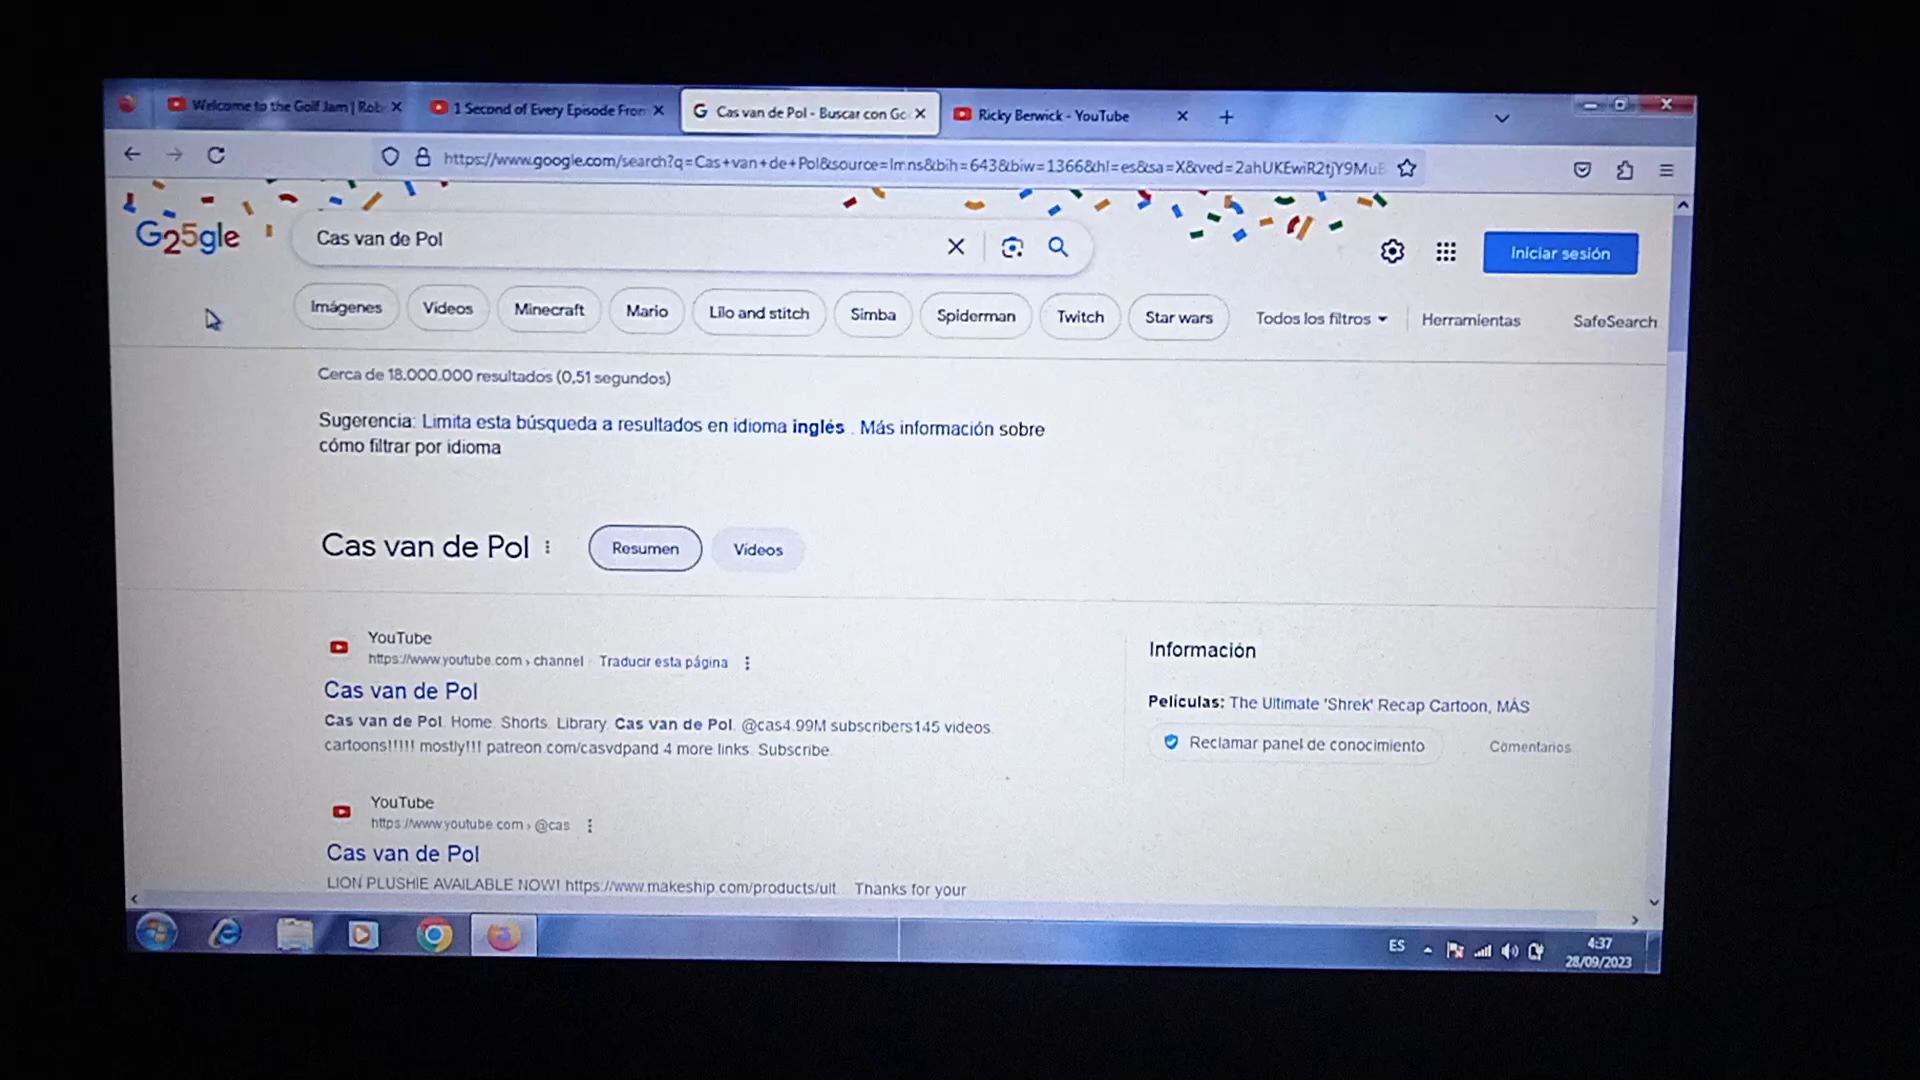 Welcome to the Golf Jam | Rob
1 Second of Every Episode Fron
Cas van de Pol - Buscar con Go
Ricky Berwick - YouTube
https://www.google.com/search?q=Cas+van+de+Pol&source=lmns&bih=643&biw=1366&hl=es&sa=X&ved=2ahUKEwiR2tjY9MuB
G25gle
Cas van de Pol
Iniciar sesión
Imágenes
Videos
Minecraft
Mario
Lilo and stitch
Simba
Spiderman
Twitch
Star wars
Todos los filtros
Herramientas
SafeSearch
Cerca de 18.000.000 resultados (0,51 segundos)
Sugerencia: Limita esta búsqueda a resultados en idioma inglés . Más información sobre
cómo filtrar por idioma
Cas van de Pol
Resumen
Videos
YouTube
https://www.youtube.com › channel · Traducir esta página
Cas van de Pol
Cas van de Pol. Home. Shorts. Library. Cas van de Pol. @cas4.99M subscribers145 videos.
cartoons!!!!! mostly!!! patreon.com/casvdpand 4 more links. Subscribe.
Información
Películas: The Ultimate 'Shrek' Recap Cartoon, MÁS
Reclamar panel de conocimiento
Comentarios
YouTube
https://www.youtube.com › @cas
Cas van de Pol
LION PLUSHIE AVAILABLE NOW! https://www.makeship.com/products/ult... Thanks for your
ES
4:37
28/09/2023